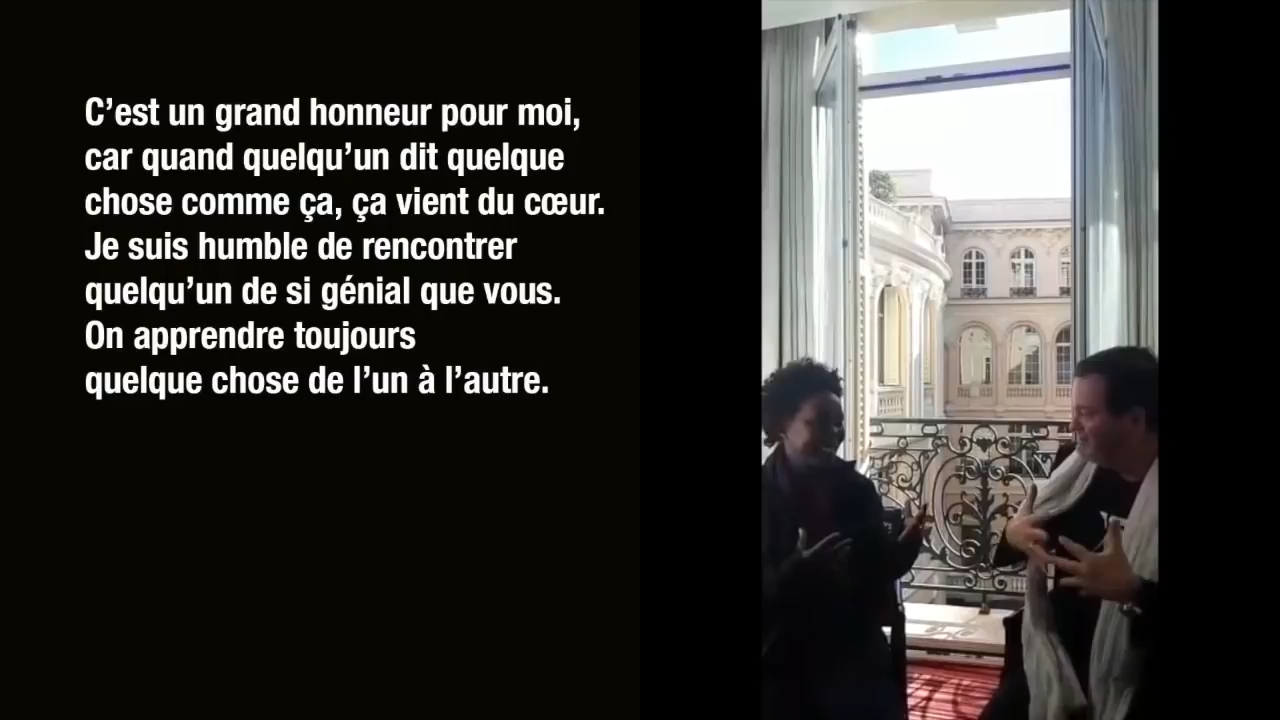 C’est un grand honneur pour moi,
car quand quelqu’un dit quelque
chose comme ça, ça vient du cœur.
Je suis humble de rencontrer
quelqu’un de si génial que vous.
On apprendre toujours
quelque chose de l’un à l’autre.